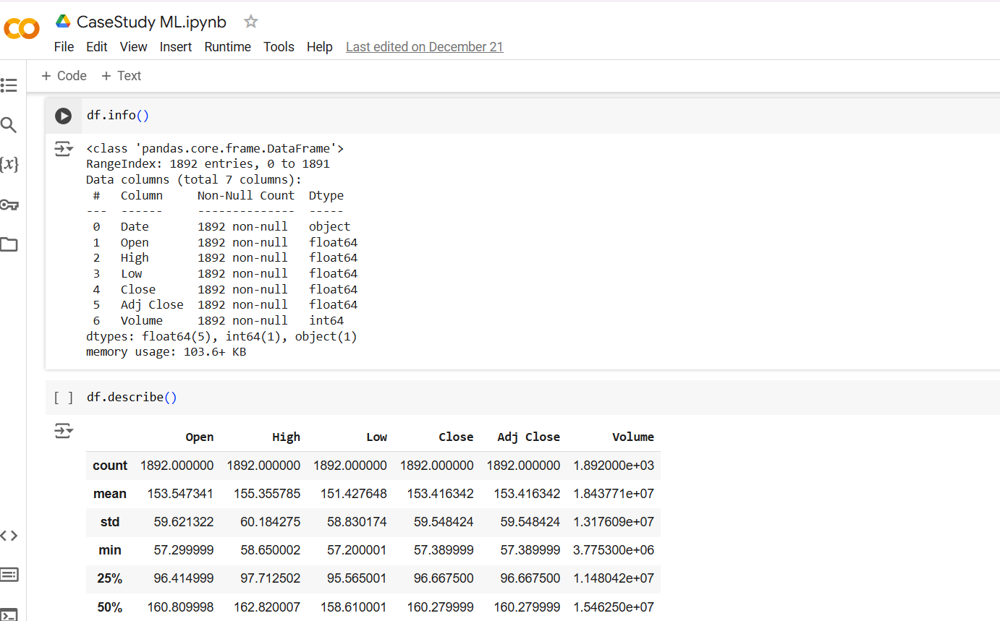 CaseStudy ML.ipynb
File Edit View Insert Runtime Tools Help Last edited on December 21
+ Code + Text
df.info()
<class 'pandas.core.frame.DataFrame'>
RangeIndex: 1892 entries, 0 to 1891
Data columns (total 7 columns):
 #   Column     Non-Null Count  Dtype
---  ------     --------------  -----
 0   Date       1892 non-null   object
 1   Open       1892 non-null   float64
 2   High       1892 non-null   float64
 3   Low        1892 non-null   float64
 4   Close      1892 non-null   float64
 5   Adj Close  1892 non-null   float64
 6   Volume     1892 non-null   int64
dtypes: float64(5), int64(1), object(1)
memory usage: 103.6+ KB
[ ] df.describe()
Open High Low Close Adj Close Volume
count 1892.000000 1892.000000 1892.000000 1892.000000 1892.000000 1.892000e+03
mean 153.547341 155.355785 151.427648 153.416342 153.416342 1.843771e+07
std 59.621322 60.184275 58.830174 59.548424 59.548424 1.317609e+07
min 57.299999 58.650002 57.200001 57.389999 57.389999 3.775300e+06
25% 96.414999 97.712502 95.565001 96.667500 96.667500 1.148042e+07
50% 160.809998 162.820007 158.610001 160.279999 160.279999 1.546250e+07